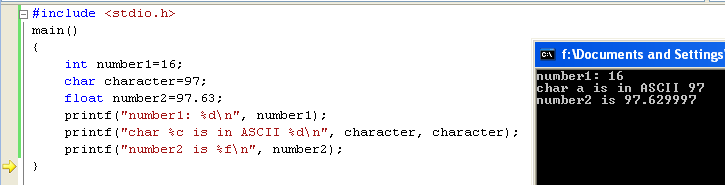 #include <stdio.h>
main()
{
int number1=16;
char character=97;
float number2=97.63;
printf("number1: %d\n", number1);
printf("char %c is in ASCII %d\n", character, character);
printf("number2 is %f\n", number2);
}
f:\Documents and Settings\
number1: 16
char a is in ASCII 97
number2 is 97.629997